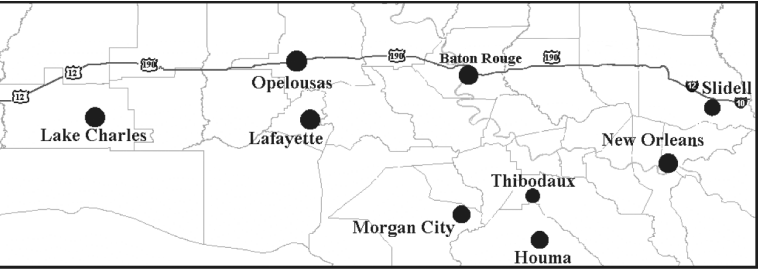 190
190
190
Baton Rouge
12
Opelousas
12
12
Slidell
10
Lake Charles
Lafayette
New Orleans
Thibodaux
Morgan City
Houma